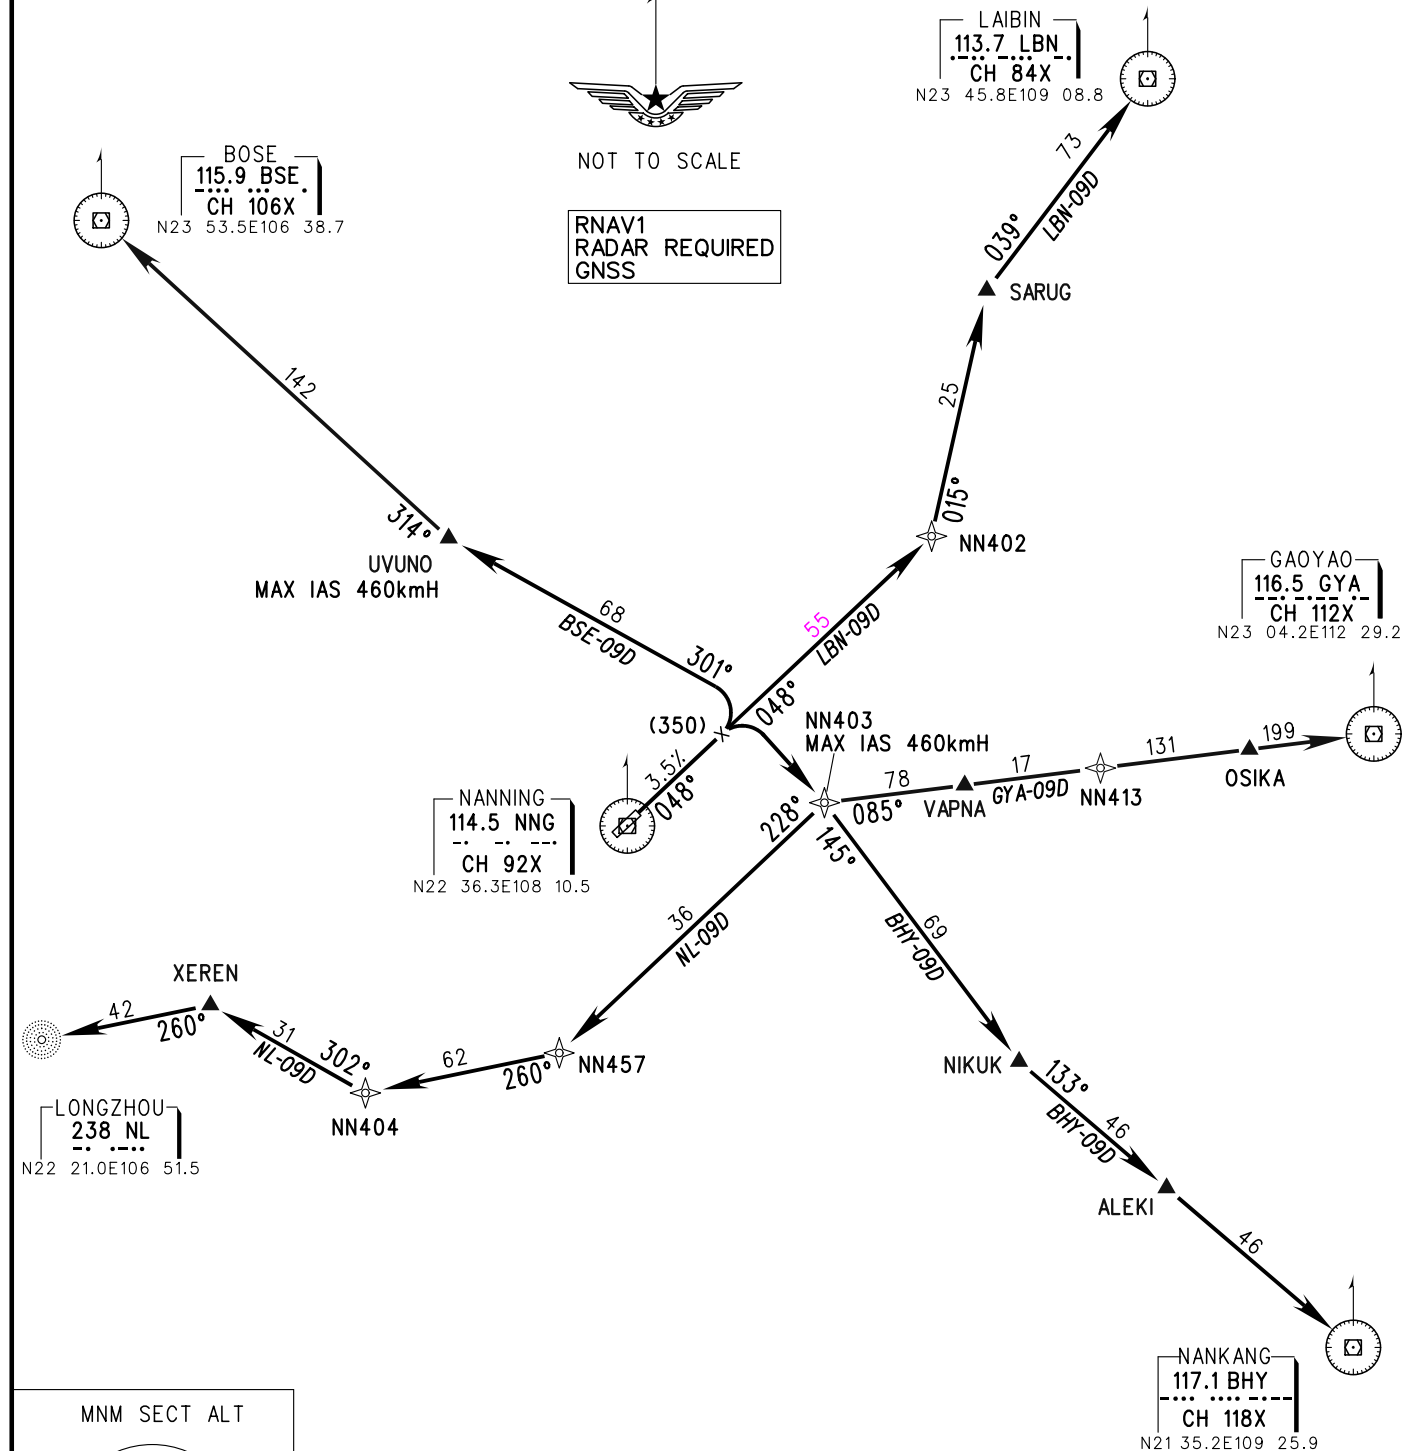 LAIBIN
113.7 LBN
CH 84X
N23 45.8E109 08.8
NOT TO SCALE
BOSE
115.9 BSE
CH 106X
N23 53.5E106 38.7
RNAV1
RADAR REQUIRED
GNSS
73
LBN-09D
039°
SARUG
142
25
015°
314°
UVUNO
MAX IAS 460kmH
NN402
68
BSE-09D
301°
55
LBN-09D
048°
GAOYAO
116.5 GYA
CH 112X
N23 04.2E112 29.2
(350)
3.5%
048°
NN403
MAX IAS 460kmH
78
085°
VAPNA
17
GYA-09D
NN413
131
OSIKA
199
NANNING
114.5 NNG
CH 92X
N22 36.3E108 10.5
228°
145°
36
NL-09D
69
BHY-09D
XEREN
42
260°
31
NL-09D
302°
62
260°
NN457
NN404
NIKUK
133°
46
BHY-09D
ALEKI
46
LONGZHOU
238 NL
N22 21.0E106 51.5
NANKANG
117.1 BHY
CH 118X
N21 35.2E109 25.9
MNM SECT ALT